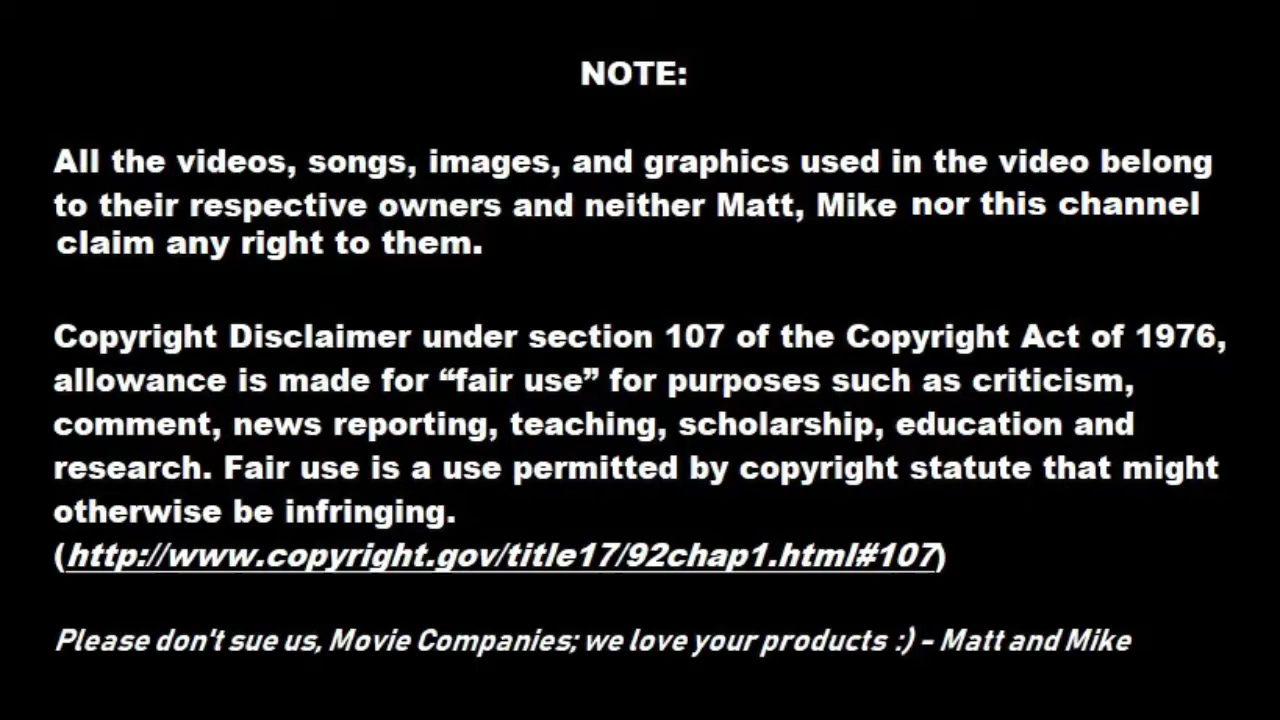 NOTE:
All the videos, songs, images, and graphics used in the video belong
to their respective owners and neither Matt, Mike nor this channel
claim any right to them.
Copyright Disclaimer under section 107 of the Copyright Act of 1976,
allowance is made for “fair use” for purposes such as criticism,
comment, news reporting, teaching, scholarship, education and
research. Fair use is a use permitted by copyright statute that might
otherwise be infringing.
(http://www.copyright.gov/title17/92chap1.html#107)
Please don't sue us, Movie Companies; we love your products :) – Matt and Mike